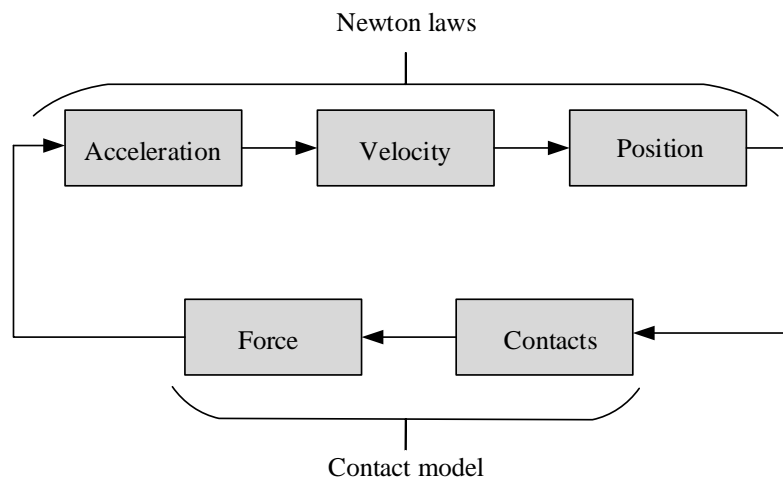 Newton laws
Acceleration
Velocity
Position
Force
Contacts
Contact model